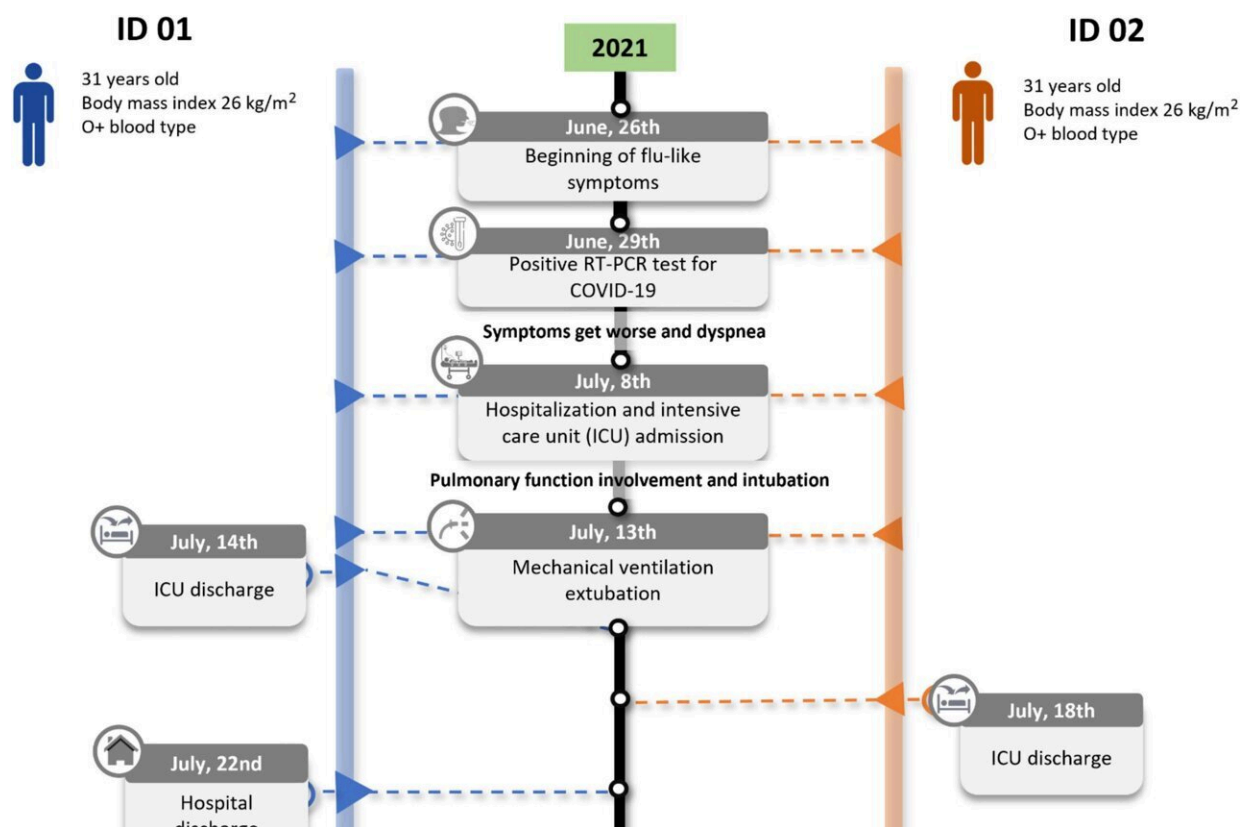 ID 01
31 years old
Body mass index 26 kg/m²
O+ blood type
2021
ID 02
31 years old
Body mass index 26 kg/m²
O+ blood type
June, 26th
Beginning of flu-like
symptoms
June, 29th
Positive RT-PCR test for
COVID-19
Symptoms get worse and dyspnea
July, 8th
Hospitalization and intensive
care unit (ICU) admission
Pulmonary function involvement and intubation
July, 13th
Mechanical ventilation
extubation
July, 14th
ICU discharge
July, 18th
ICU discharge
July, 22nd
Hospital
discharge